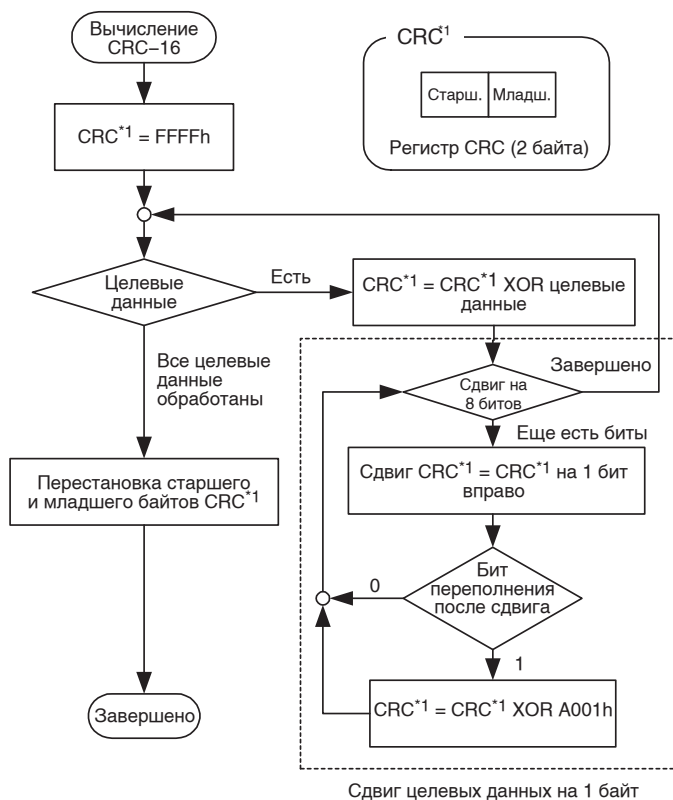 Вычисление
CRC–16
CRC*1
Старш. Младш.
Регистр CRC (2 байта)
CRC*1 = FFFFh
Целевые
данные
Есть
CRC*1 = CRC*1 XOR целевые
данные
Все целевые
данные
обработаны
Завершено
Сдвиг на
8 битов
Еще есть биты
Перестановка старшего
и младшего байтов CRC*1
Сдвиг CRC*1 = CRC*1 на 1 бит
вправо
Бит
переполнения
после сдвига
0
1
CRC*1 = CRC*1 XOR A001h
Завершено
Сдвиг целевых данных на 1 байт